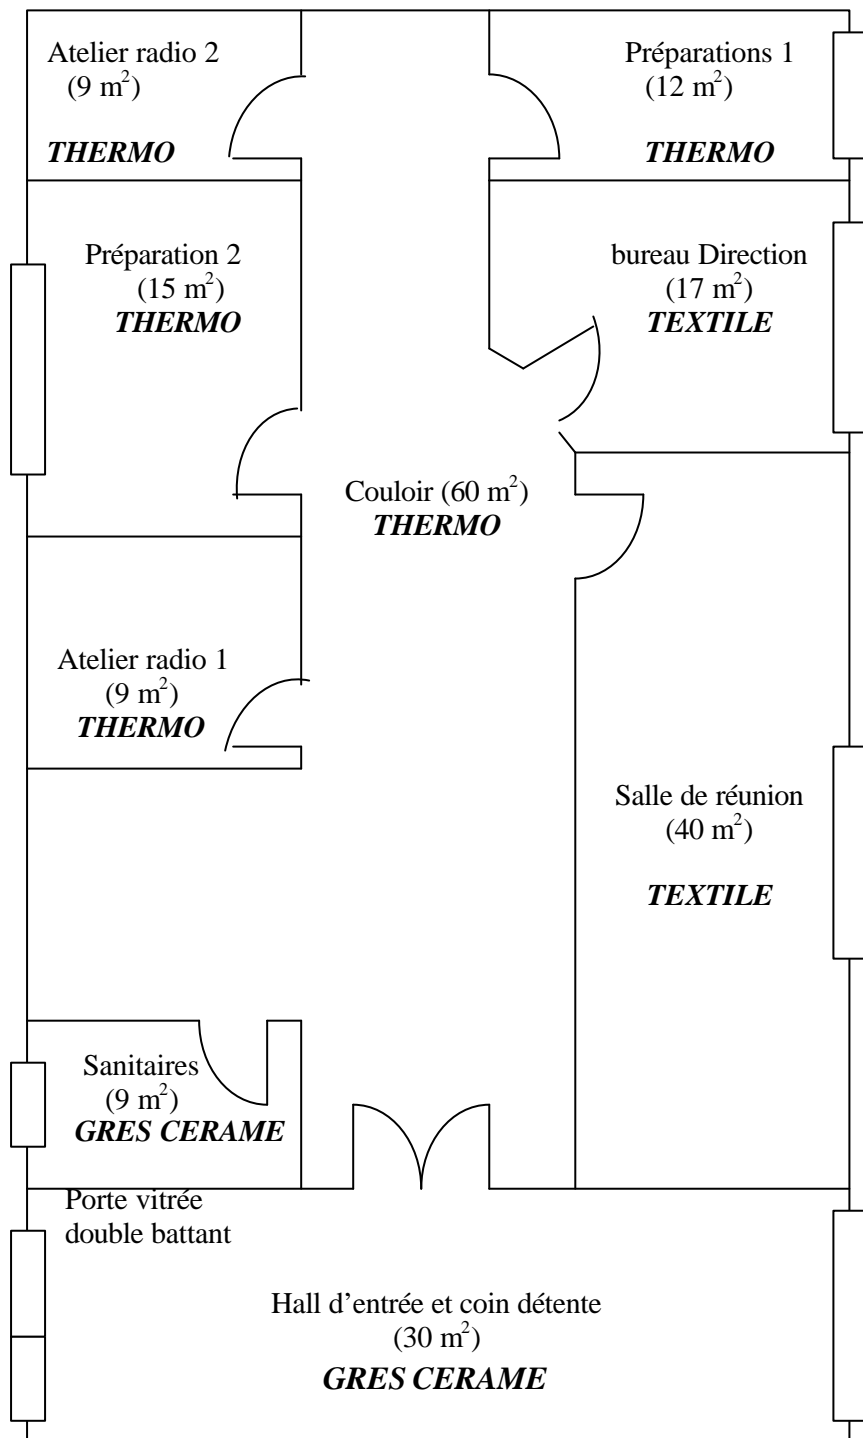 Atelier radio 2
(9 m²)
THERMO
Préparations 1
(12 m²)
THERMO
Préparation 2
(15 m²)
THERMO
bureau Direction
(17 m²)
TEXTILE
Couloir (60 m²)
THERMO
Atelier radio 1
(9 m²)
THERMO
Salle de réunion
(40 m²)
TEXTILE
Sanitaires
(9 m²)
GRES CERAME
Porte vitrée
double battant
Hall d’entrée et coin détente
(30 m²)
GRES CERAME